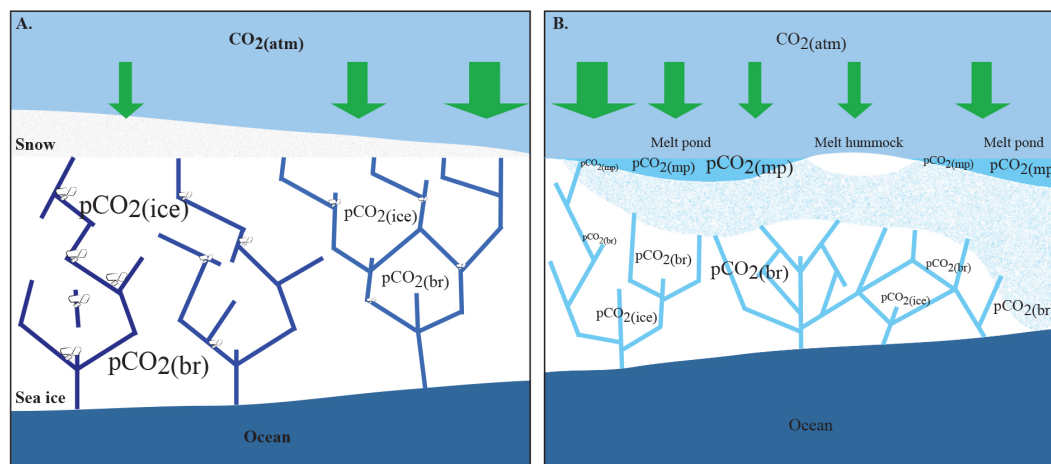 A.
CO2(atm)
Snow
pCO2(ice)
pCO2(ice)
pCO2(br)
pCO2(br)
Sea ice
Ocean
B.
CO2(atm)
Melt pond
Melt hummock
Melt pond
pCO2(mp)
pCO2(mp)
pCO2(mp)
pCO2(mp)
pCO2(mp)
pCO2(br)
pCO2(br)
pCO2(br)
pCO2(br)
pCO2(ice)
pCO2(ice)
pCO2(br)
Ocean